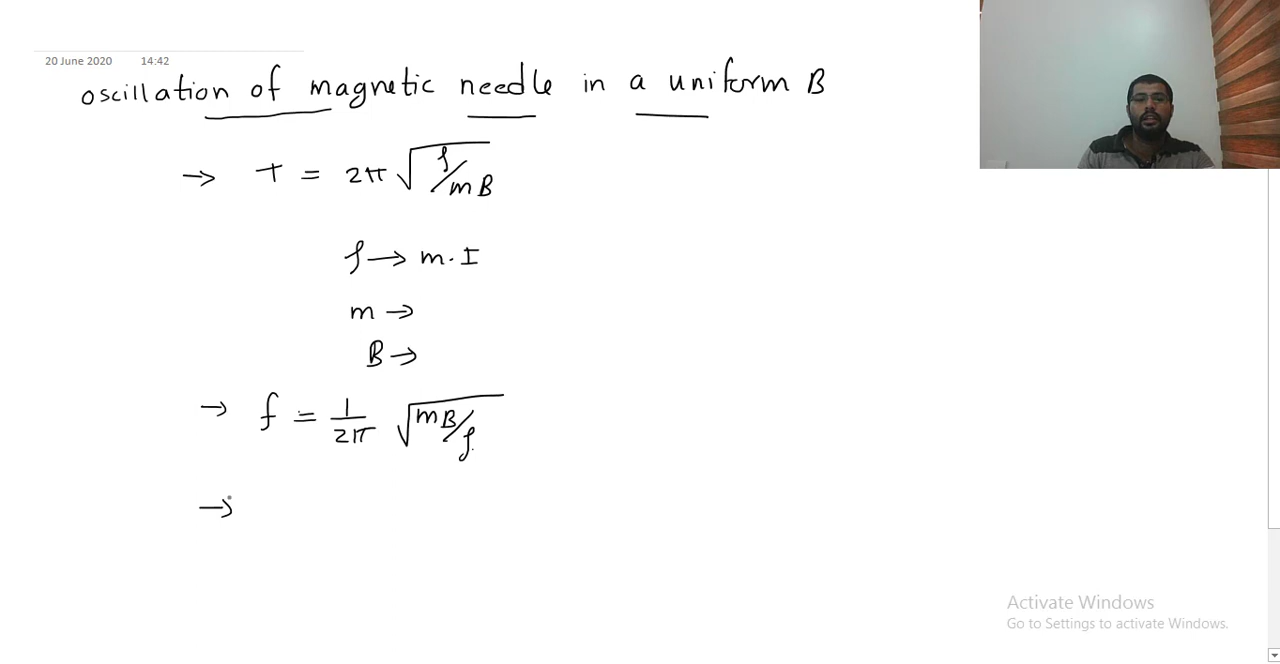 20 June 2020 14:42
oscillation of magnetic needle in a uniform B
→ T = 2π √(I/mB)
I → m.I
m →
B →
→ f = 1/2π √(mB/I)
→
Activate Windows
Go to Settings to activate Windows.